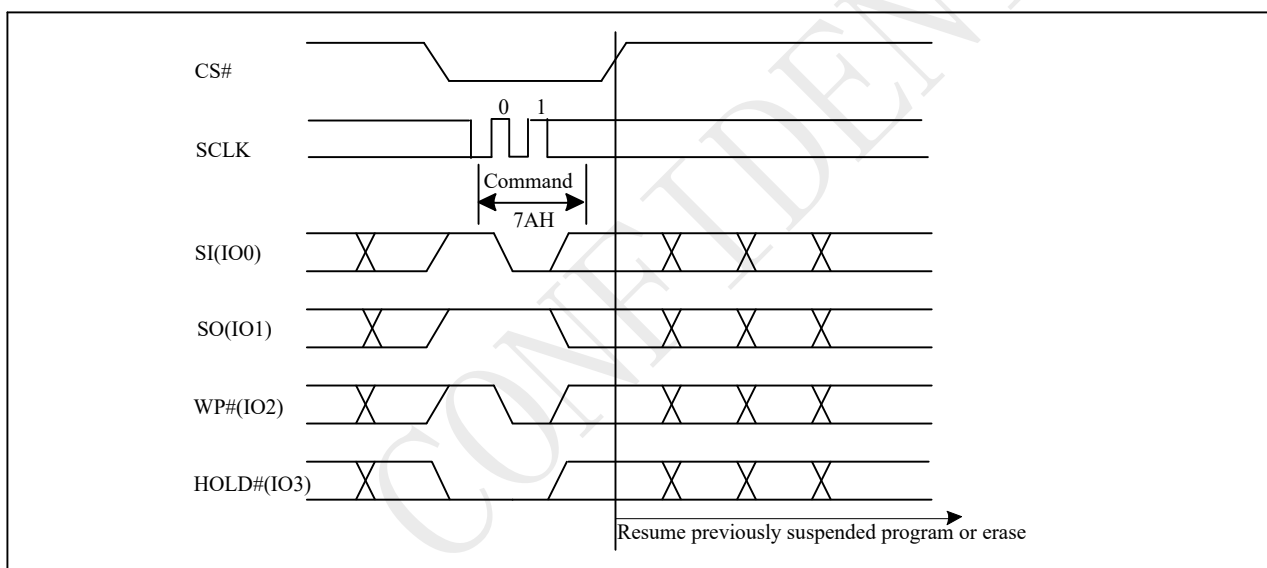 CS#
0 1
SCLK
Command
7AH
SI(IO0)
SO(IO1)
WP#(IO2)
HOLD#(IO3)
Resume previously suspended program or erase
CONFIDEN